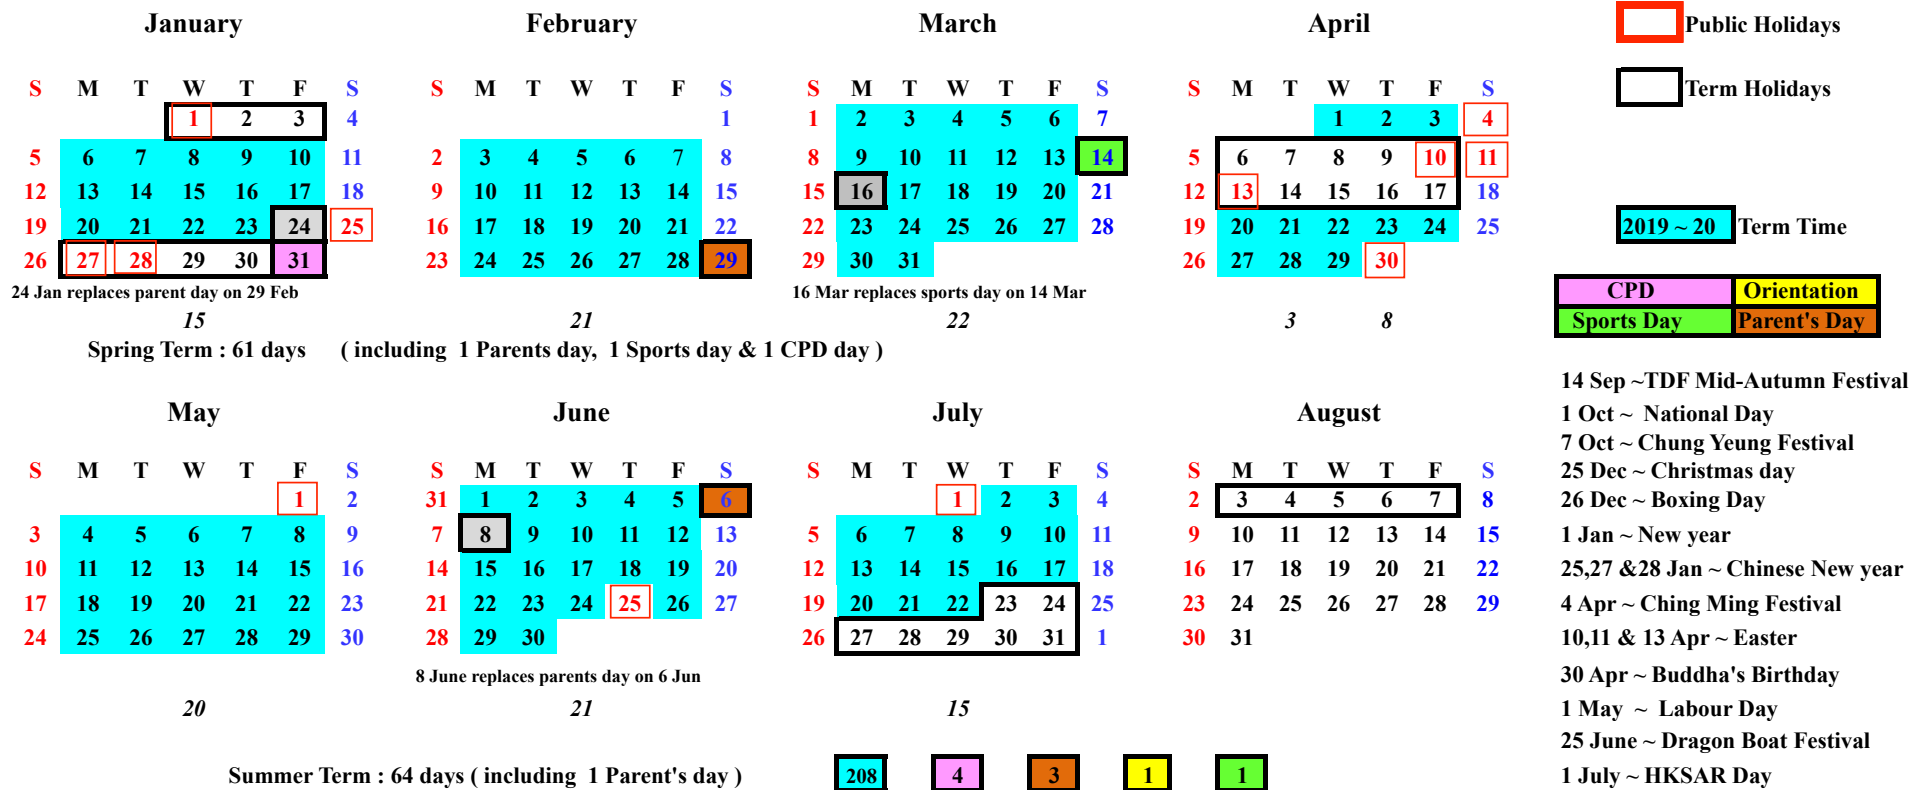 January February March April
Public Holidays
S M T W T F S S M T W T F S S M T W T F S S M T W T F S
Term Holidays
1 2 3 4 1 1 2 3 4 5 6 7 1 2 3 4
5 6 7 8 9 10 11 2 3 4 5 6 7 8 8 9 10 11 12 13 14 5 6 7 8 9 10 11
12 13 14 15 16 17 18 9 10 11 12 13 14 15 15 16 17 18 19 20 21 12 13 14 15 16 17 18
19 20 21 22 23 24 25 16 17 18 19 20 21 22 22 23 24 25 26 27 28 19 20 21 22 23 24 25
2019 ~ 20 Term Time
26 27 28 29 30 31 23 24 25 26 27 28 29 29 30 31 26 27 28 29 30
24 Jan replaces parent day on 29 Feb 16 Mar replaces sports day on 14 Mar
CPD Orientation
15 21 22 3 8
Sports Day Parent's Day
Spring Term : 61 days ( including 1 Parents day, 1 Sports day & 1 CPD day )
14 Sep ~TDF Mid-Autumn Festival
May June July August
1 Oct ~ National Day
7 Oct ~ Chung Yeung Festival
S M T W T F S S M T W T F S S M T W T F S S M T W T F S
25 Dec ~ Christmas day
1 2 31 1 2 3 4 5 6 1 2 3 4 2 3 4 5 6 7 8
26 Dec ~ Boxing Day
3 4 5 6 7 8 9 7 8 9 10 11 12 13 5 6 7 8 9 10 11 9 10 11 12 13 14 15
1 Jan ~ New year
10 11 12 13 14 15 16 14 15 16 17 18 19 20 12 13 14 15 16 17 18 16 17 18 19 20 21 22
25,27 &28 Jan ~ Chinese New year
17 18 19 20 21 22 23 21 22 23 24 25 26 27 19 20 21 22 23 24 25 23 24 25 26 27 28 29
4 Apr ~ Ching Ming Festival
24 25 26 27 28 29 30 28 29 30 26 27 28 29 30 31 1 30 31
10,11 & 13 Apr ~ Easter
8 June replaces parents day on 6 Jun
30 Apr ~ Buddha's Birthday
20 21 15
1 May ~ Labour Day
25 June ~ Dragon Boat Festival
Summer Term : 64 days ( including 1 Parent's day ) 208 4 3 1 1
1 July ~ HKSAR Day